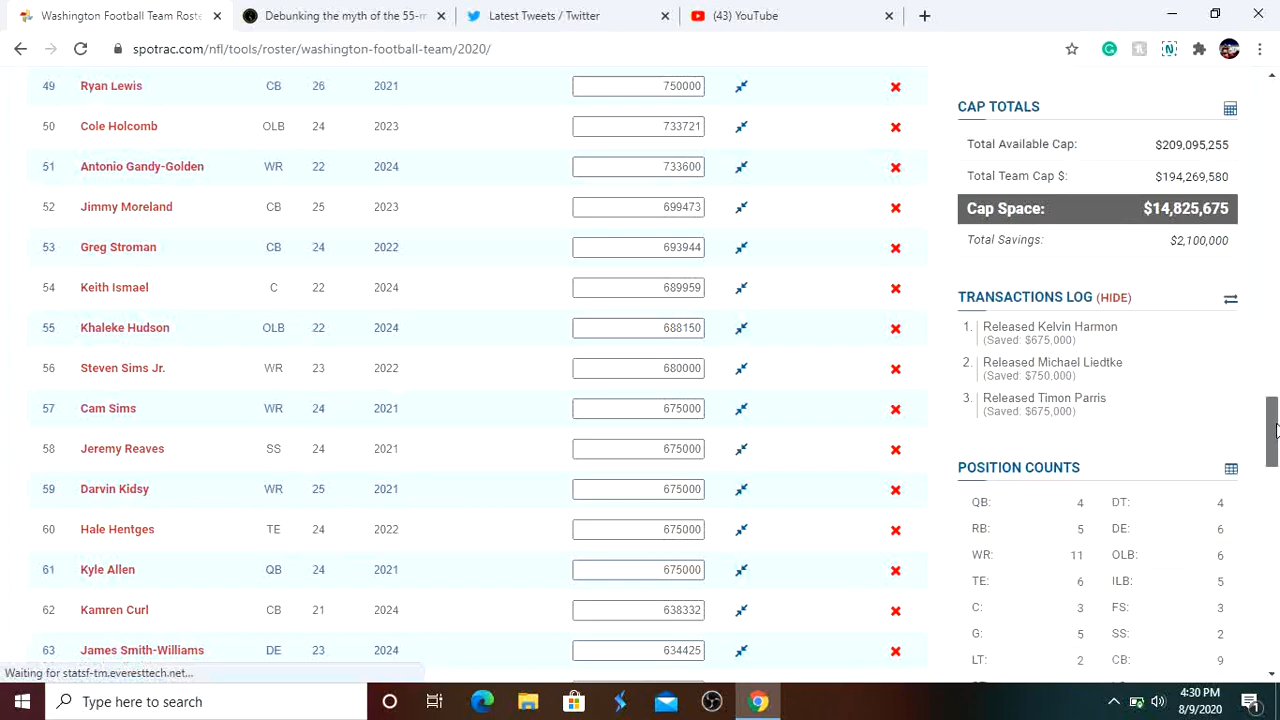 Washington Football Team Roste
Debunking the myth of the 55-m
Latest Tweets / Twitter
(43) YouTube
spotrac.com/nfl/tools/roster/washington-football-team/2020/
49 Ryan Lewis CB 26 2021 750000
50 Cole Holcomb OLB 24 2023 733721
51 Antonio Gandy-Golden WR 22 2024 733600
52 Jimmy Moreland CB 25 2023 699473
53 Greg Stroman CB 24 2022 693944
54 Keith Ismael C 22 2024 689959
55 Khaleke Hudson OLB 22 2024 688150
56 Steven Sims Jr. WR 23 2022 680000
57 Cam Sims WR 24 2021 675000
58 Jeremy Reaves SS 24 2021 675000
59 Darvin Kidsy WR 25 2021 675000
60 Hale Hentges TE 24 2022 675000
61 Kyle Allen QB 24 2021 675000
62 Kamren Curl CB 21 2024 638332
63 James Smith-Williams DE 23 2024 634425
CAP TOTALS
Total Available Cap: $209,095,255
Total Team Cap $: $194,269,580
Cap Space: $14,825,675
Total Savings: $2,100,000
TRANSACTIONS LOG (HIDE)
1. Released Kelvin Harmon
(Saved: $675,000)
2. Released Michael Liedtke
(Saved: $750,000)
3. Released Timon Parris
(Saved: $675,000)
POSITION COUNTS
QB: 4 DT: 4
RB: 5 DE: 6
WR: 11 OLB: 6
TE: 6 ILB: 5
C: 3 FS: 3
G: 5 SS: 2
LT: 2 CB: 9
Waiting for statsf-tm.everesttech.net...
Type here to search
4:30 PM
8/9/2020